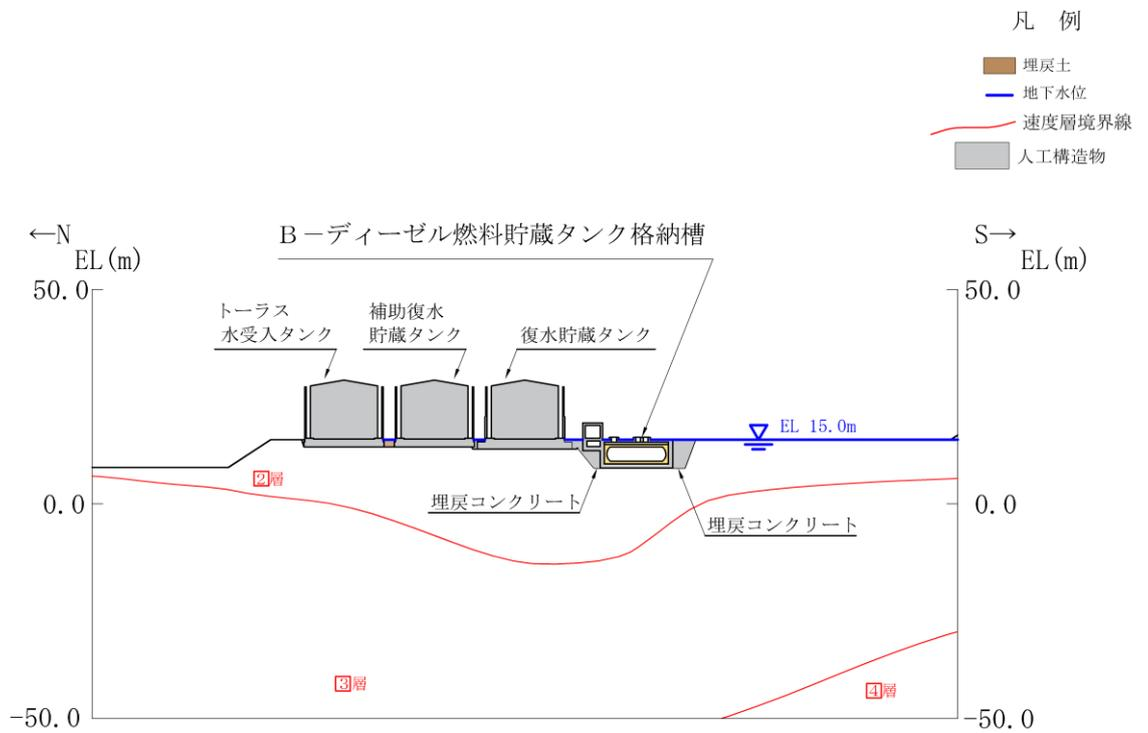 凡 例
埋戻土
地下水位
速度層境界線
人工構造物
←N
B-ディーゼル燃料貯蔵タンク格納槽
S→
EL(m)
EL(m)
50.0
50.0
トーラス
水受入タンク
補助復水
貯蔵タンク
復水貯蔵タンク
EL 15.0m
2層
0.0
0.0
埋戻コンクリート
埋戻コンクリート
3層
4層
-50.0
-50.0